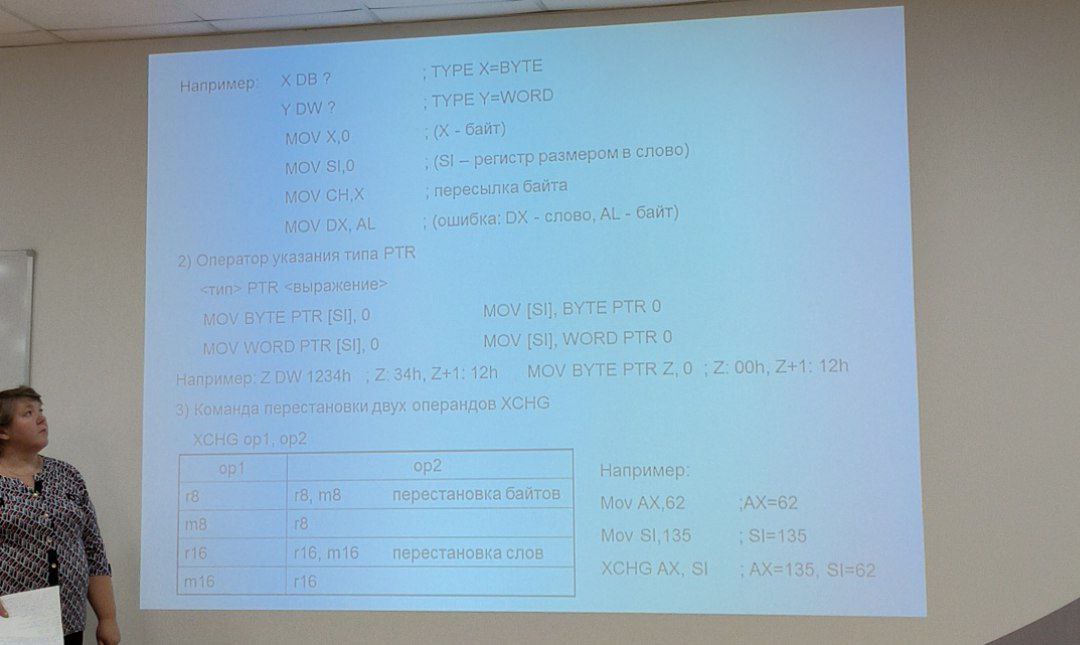 Например: X DB ? ; TYPE X=BYTE
Y DW ? ; TYPE Y=WORD
MOV X,0 ; (X - байт)
MOV SI,0 ; (SI – регистр размером в слово)
MOV CH,X ; пересылка байта
MOV DX, AL ; (ошибка: DX - слово, AL - байт)
2) Оператор указания типа PTR
<тип> PTR <выражение>
MOV BYTE PTR [SI], 0 MOV [SI], BYTE PTR 0
MOV WORD PTR [SI], 0 MOV [SI], WORD PTR 0
Например: Z DW 1234h ; Z: 34h, Z+1: 12h MOV BYTE PTR Z, 0 ; Z: 00h, Z+1: 12h
3) Команда перестановки двух операндов XCHG
XCHG op1, op2
op1 op2
r8 r8, m8 перестановка байтов
m8 r8
r16 r16, m16 перестановка слов
m16 r16
Например:
Mov AX,62 ;AX=62
Mov SI,135 ; SI=135
XCHG AX, SI ; AX=135, SI=62